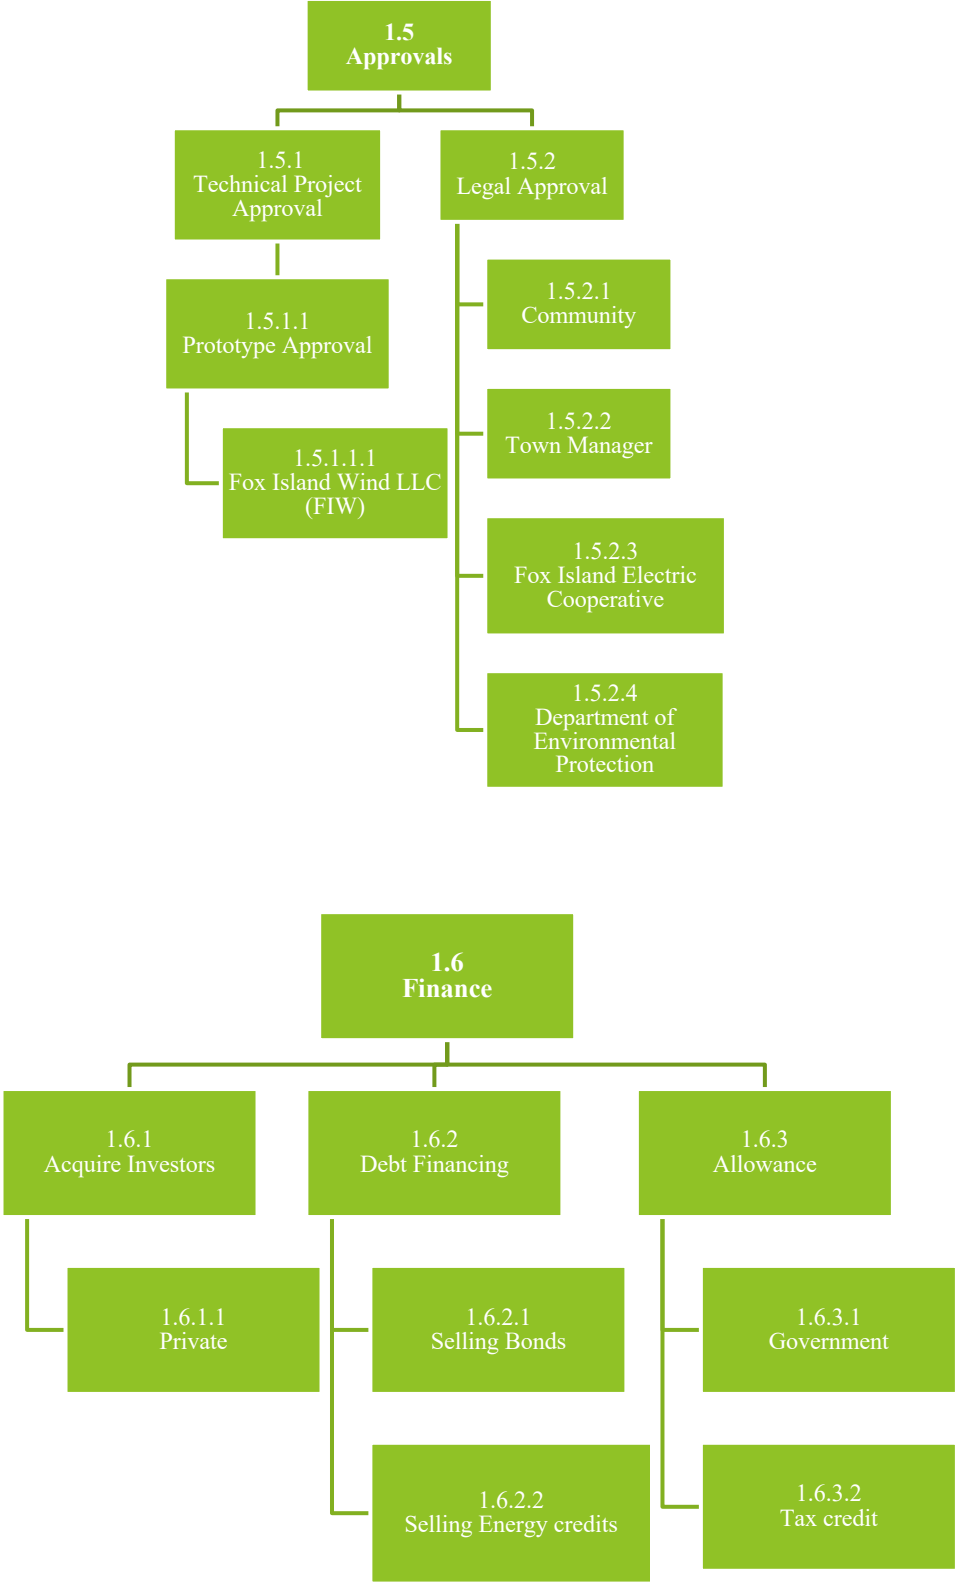 1.5
Approvals
1.5.1
Technical Project
Approval
1.5.1.1
Prototype Approval
1.5.1.1.1
Fox Island Wind LLC
(FIW)
1.5.2
Legal Approval
1.5.2.1
Community
1.5.2.2
Town Manager
1.5.2.3
Fox Island Electric
Cooperative
1.5.2.4
Department of
Environmental
Protection
1.6
Finance
1.6.1
Acquire Investors
1.6.1.1
Private
1.6.2
Debt Financing
1.6.2.1
Selling Bonds
1.6.2.2
Selling Energy credits
1.6.3
Allowance
1.6.3.1
Government
1.6.3.2
Tax credit